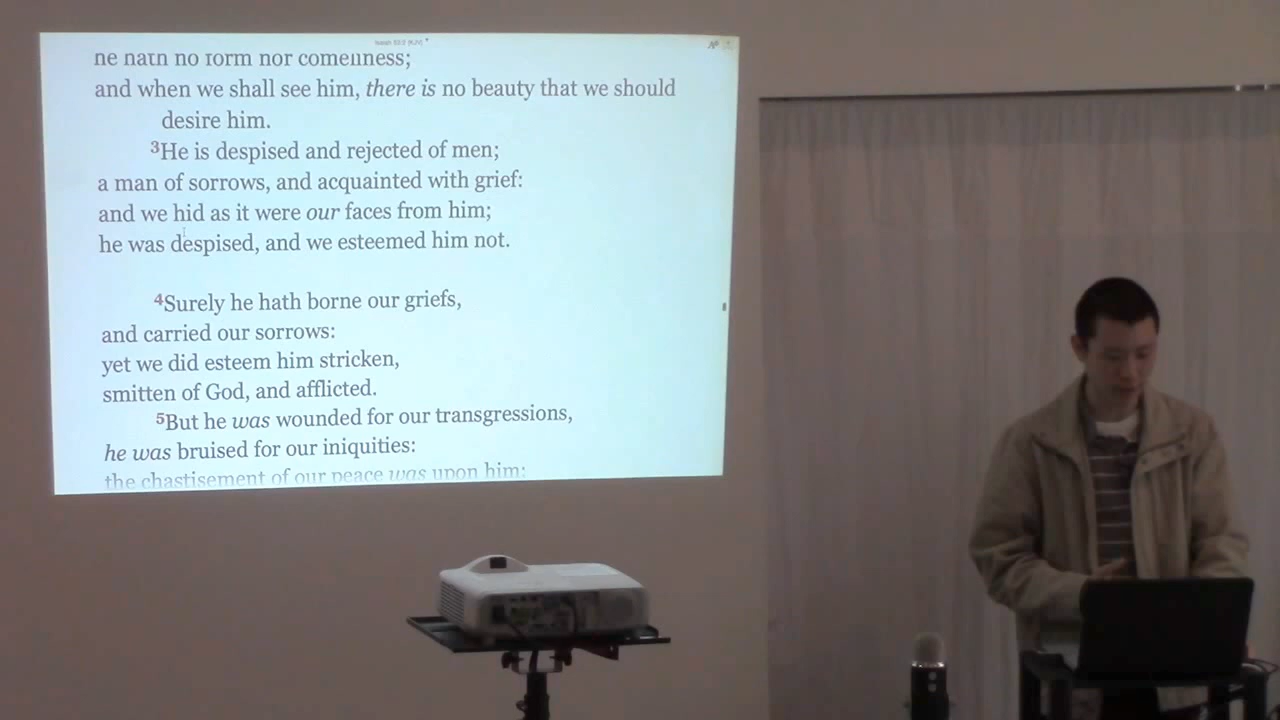 Isaiah 53:3 (KJV)
he hath no form nor comeliness;
and when we shall see him, there is no beauty that we should
desire him.
3He is despised and rejected of men;
a man of sorrows, and acquainted with grief:
and we hid as it were our faces from him;
he was despised, and we esteemed him not.
4Surely he hath borne our griefs,
and carried our sorrows:
yet we did esteem him stricken,
smitten of God, and afflicted.
5But he was wounded for our transgressions,
he was bruised for our iniquities:
the chastisement of our peace was upon him;